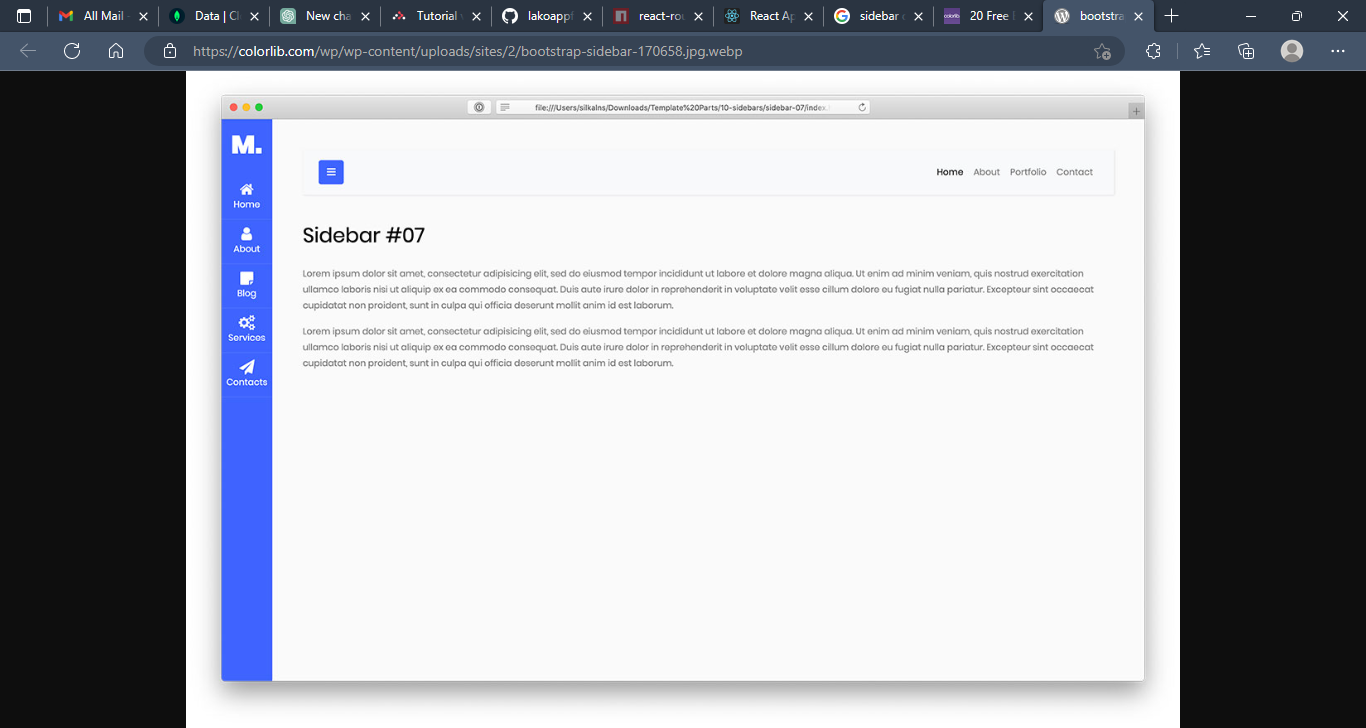 All Mail -
Data | Cl
New cha
Tutorial
lakoappl
react-rou
React Ap
sidebar
20 Free
bootstra
https://colorlib.com/wp/wp-content/uploads/sites/2/bootstrap-sidebar-170658.jpg.webp
file:///Users/silkalns/Downloads/Template%20Parts/10-sidebars/sidebar-07/index.
M.
Home
About
Blog
Services
Contacts
Home About Portfolio Contact
Sidebar #07
Lorem ipsum dolor sit amet, consectetur adipisicing elit, sed do eiusmod tempor incididunt ut labore et dolore magna aliqua. Ut enim ad minim veniam, quis nostrud exercitation
ullamco laboris nisi ut aliquip ex ea commodo consequat. Duis aute irure dolor in reprehenderit in voluptate velit esse cillum dolore eu fugiat nulla pariatur. Excepteur sint occaecat
cupidatat non proident, sunt in culpa qui officia deserunt mollit anim id est laborum.
Lorem ipsum dolor sit amet, consectetur adipisicing elit, sed do eiusmod tempor incididunt ut labore et dolore magna aliqua. Ut enim ad minim veniam, quis nostrud exercitation
ullamco laboris nisi ut aliquip ex ea commodo consequat. Duis aute irure dolor in reprehenderit in voluptate velit esse cillum dolore eu fugiat nulla pariatur. Excepteur sint occaecat
cupidatat non proident, sunt in culpa qui officia deserunt mollit anim id est laborum.